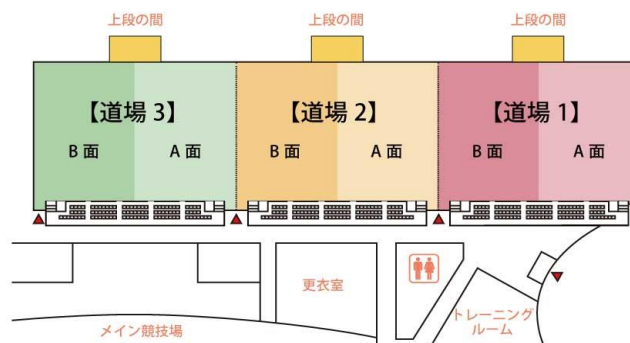 上段の間
上段の間
上段の間
【道場 3】
【道場 2】
【道場 1】
B 面
A 面
B 面
A 面
B 面
A 面
更衣室
トレーニング
ルーム
メイン競技場